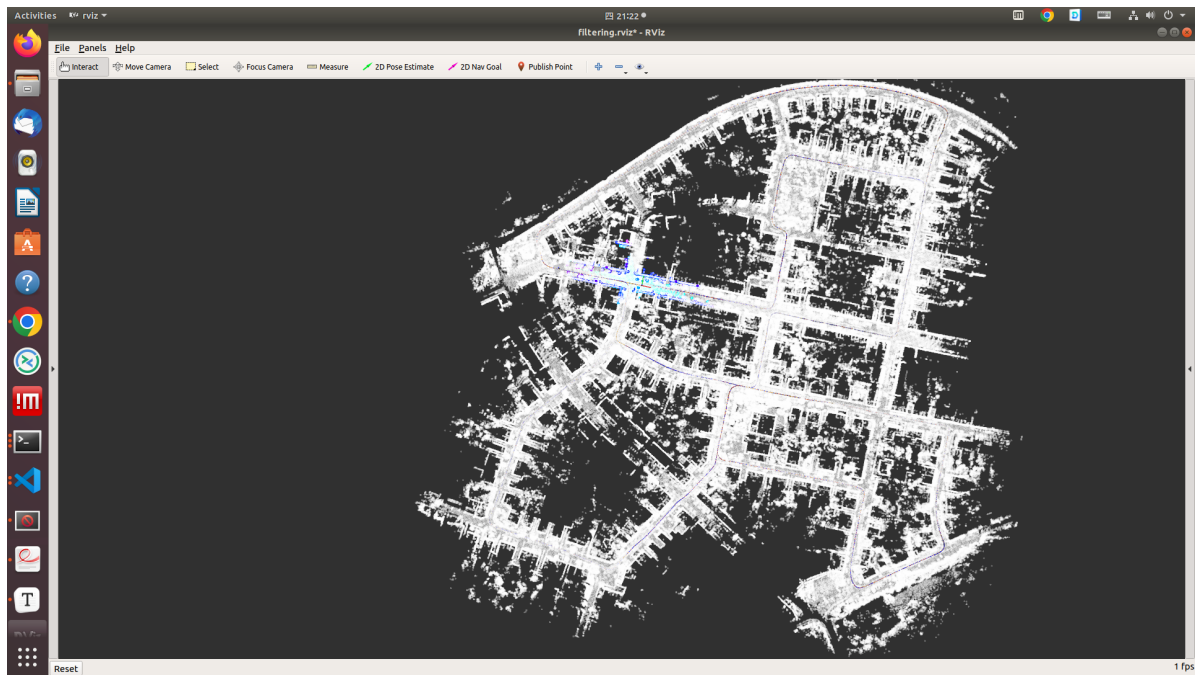 Activities RViz rviz 21:22
filtering.rviz* - RViz
File Panels Help
Interact Move Camera Select Focus Camera Measure 2D Pose Estimate 2D Nav Goal Publish Point
Reset
1 fps